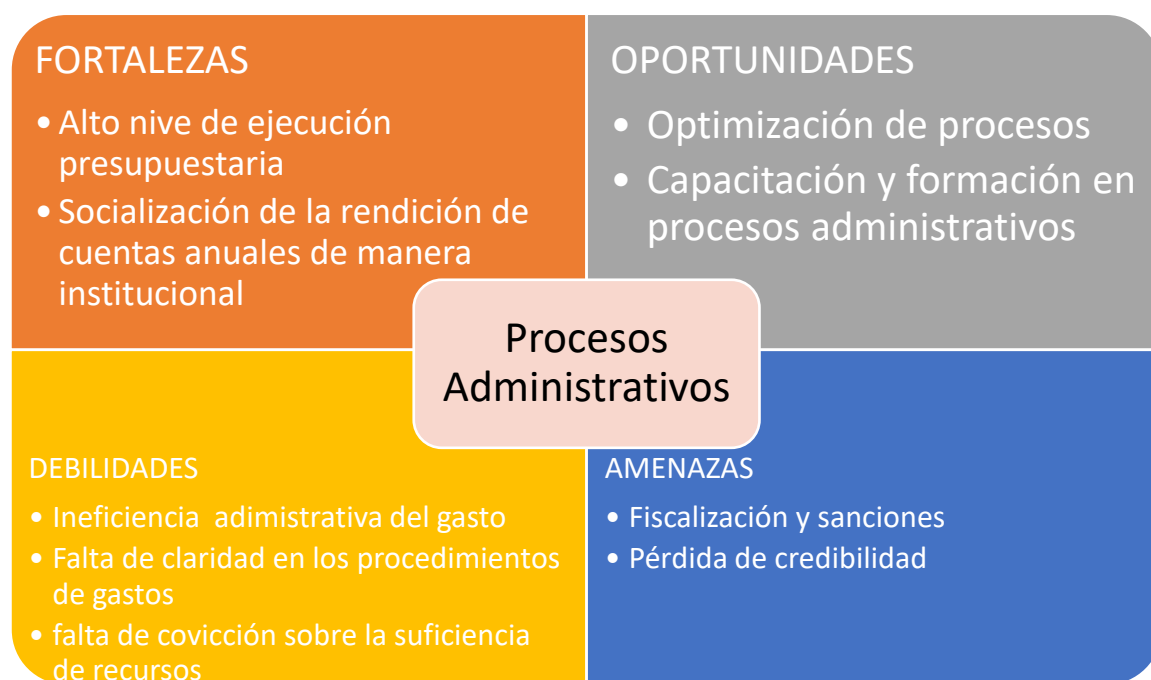 FORTALEZAS
• Alto nive de ejecución
presupuestaria
• Socialización de la rendición de
cuentas anuales de manera
institucional
OPORTUNIDADES
• Optimización de procesos
• Capacitación y formación en
procesos administrativos
Procesos
Administrativos
DEBILIDADES
• Ineficiencia adimistrativa del gasto
• Falta de claridad en los procedimientos
de gastos
• falta de covicción sobre la suficiencia
de recursos
AMENAZAS
• Fiscalización y sanciones
• Pérdida de credibilidad